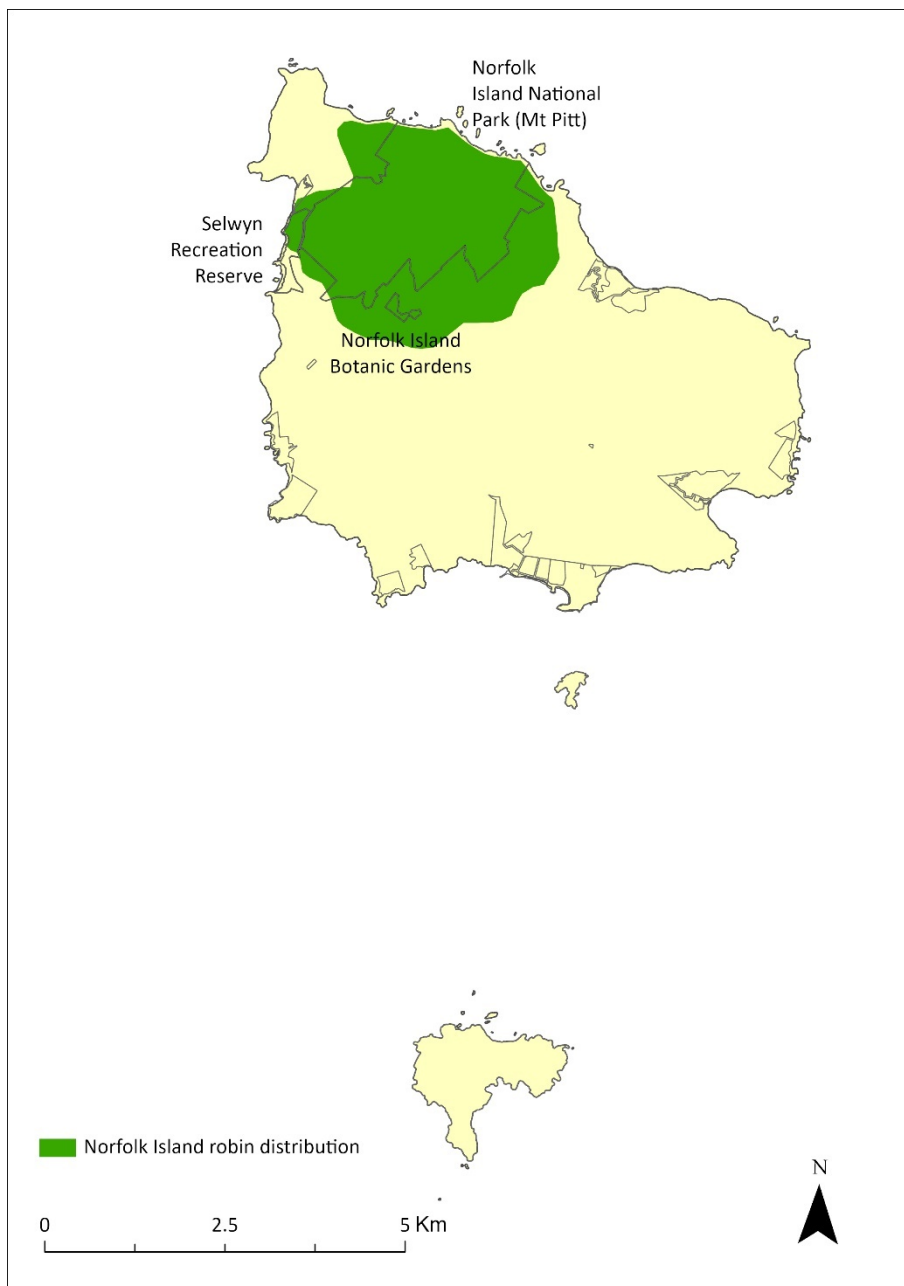 Norfolk
Island National
Park (Mt Pitt)
Selwyn
Recreation
Reserve
Norfolk Island
Botanic Gardens
Norfolk Island robin distribution
N
0 2.5 5 Km